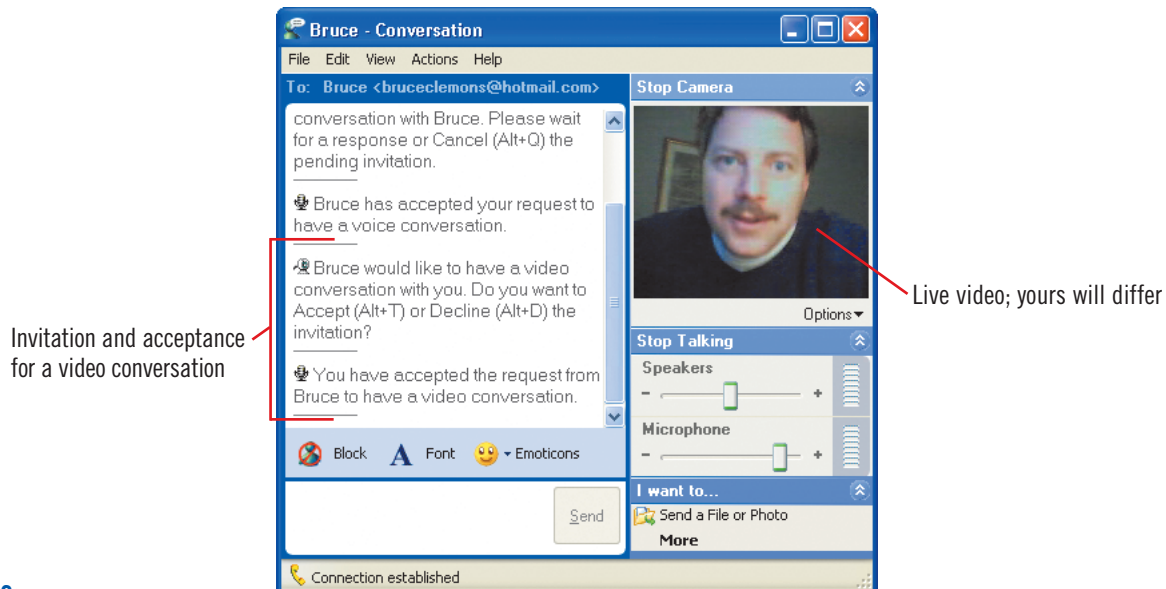 Bruce - Conversation
File Edit View Actions Help
To: Bruce <bruceclemons@hotmail.com>
conversation with Bruce. Please wait
for a response or Cancel (Alt+Q) the
pending invitation.
Bruce has accepted your request to
have a voice conversation.
Bruce would like to have a video
conversation with you. Do you want to
Accept (Alt+T) or Decline (Alt+D) the
invitation?
You have accepted the request from
Bruce to have a video conversation.
Block A Font Emoticons
Send
Connection established
Stop Camera
Options
Stop Talking
Speakers
- +
Microphone
- +
I want to...
Send a File or Photo
More
Invitation and acceptance
for a video conversation
Live video; yours will differ